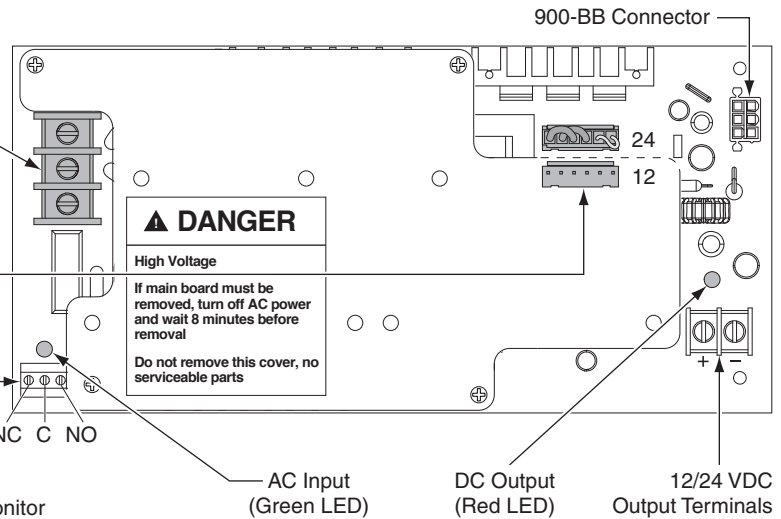 900-BB Connector
24
12
⚠ DANGER
High Voltage
If main board must be
removed, turn off AC power
and wait 8 minutes before
removal
Do not remove this cover, no
serviceable parts
+ −
C NO
AC Input
(Green LED)
DC Output
(Red LED)
12/24 VDC
Output Terminals